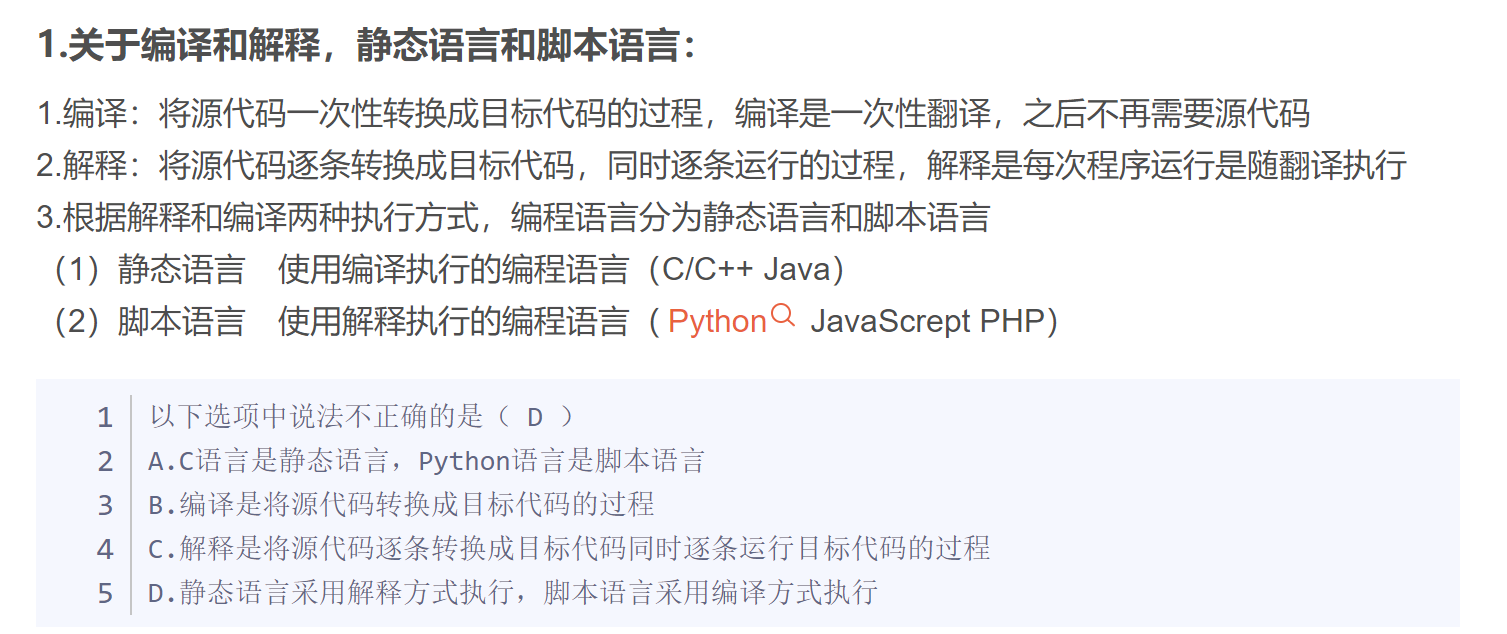 1.关于编译和解释，静态语言和脚本语言：
1.编译：将源代码一次性转换成目标代码的过程，编译是一次性翻译，之后不再需要源代码
2.解释：将源代码逐条转换成目标代码，同时逐条运行的过程，解释是每次程序运行是随翻译执行
3.根据解释和编译两种执行方式，编程语言分为静态语言和脚本语言
（1）静态语言　使用编译执行的编程语言（C/C++ Java）
（2）脚本语言　使用解释执行的编程语言（ Python JavaScrept PHP）
1 以下选项中说法不正确的是（ D ）
2 A.C语言是静态语言，Python语言是脚本语言
3 B.编译是将源代码转换成目标代码的过程
4 C.解释是将源代码逐条转换成目标代码同时逐条运行目标代码的过程
5 D.静态语言采用解释方式执行，脚本语言采用编译方式执行